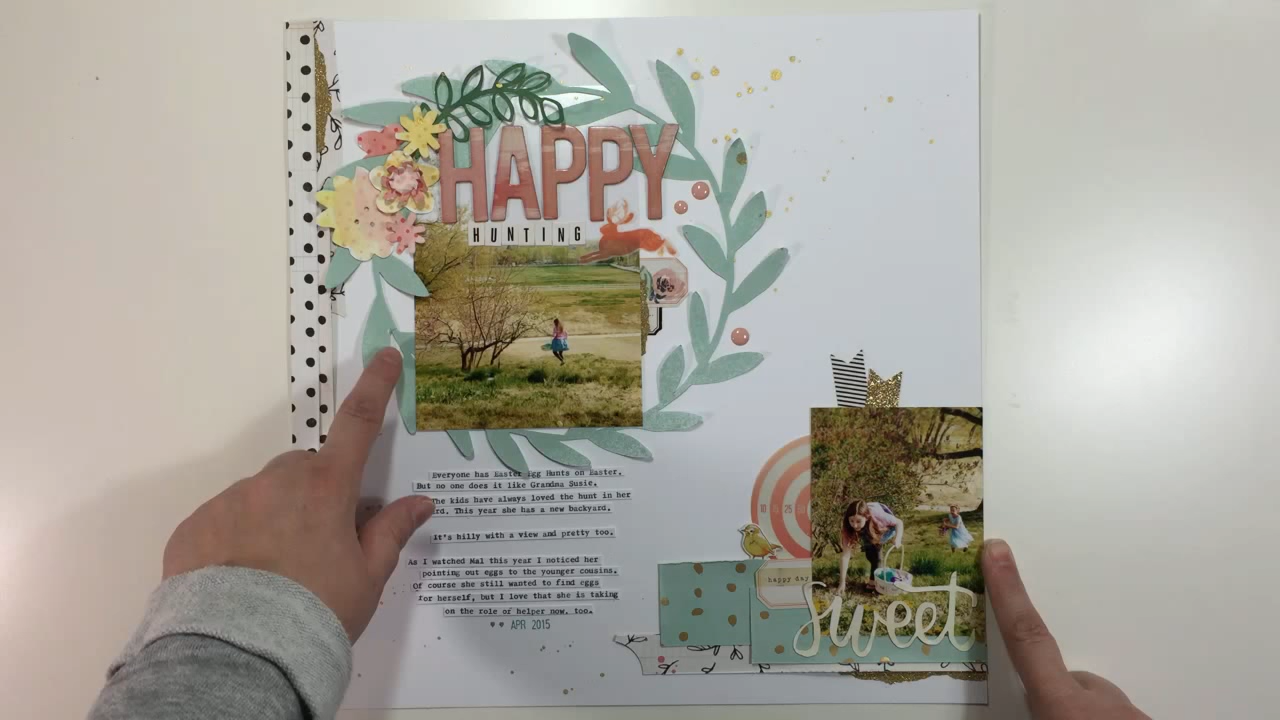 HAPPY
HUNTING
Everyone has Easter Egg Hunts on Easter.
But no one does it like Grandma Susie.
The kids have always loved the hunt in her
rd. This year she has a new backyard.
It's hilly with a view and pretty too.
As I watched Mal this year I noticed her
pointing out eggs to the younger cousins.
Of course she still wanted to find eggs
for herself, but I love that she is taking
on the role of helper now, too.
APR 2015
10 25
happy day
sweet